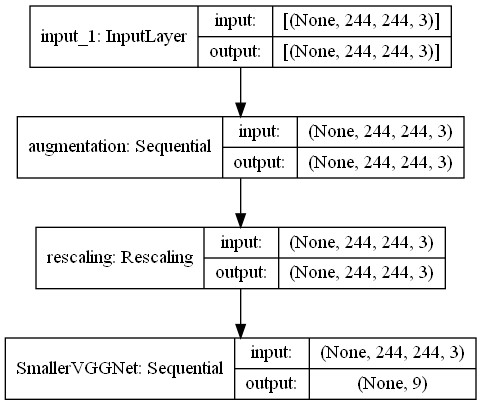 input_1: InputLayer
input:
[(None, 244, 244, 3)]
output:
[(None, 244, 244, 3)]
augmentation: Sequential
input:
(None, 244, 244, 3)
output:
(None, 244, 244, 3)
rescaling: Rescaling
input:
(None, 244, 244, 3)
output:
(None, 244, 244, 3)
SmallerVGGNet: Sequential
input:
(None, 244, 244, 3)
output:
(None, 9)